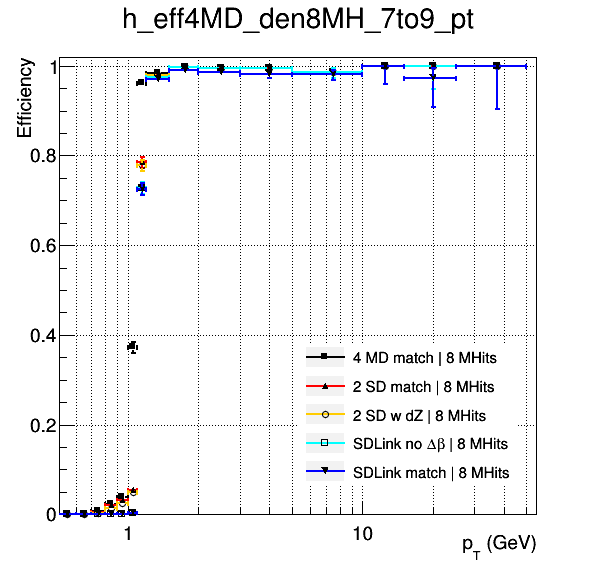 h_eff4MD_den8MH_7to9_pt
Efficiency
1
0.8
0.6
0.4
0.2
0
4 MD match | 8 MHits
2 SD match | 8 MHits
2 SD w dZ | 8 MHits
SDLink no Δβ | 8 MHits
SDLink match | 8 MHits
1 10
p_T (GeV)